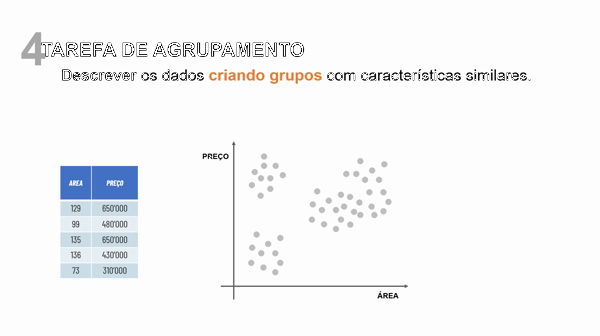 4 TAREFA DE AGRUPAMENTO
Descrever os dados criando grupos com características similares.
AREA PREÇO
129 650'000
99 480'000
135 650'000
136 430'000
73 310'000
PREÇO
ÁREA